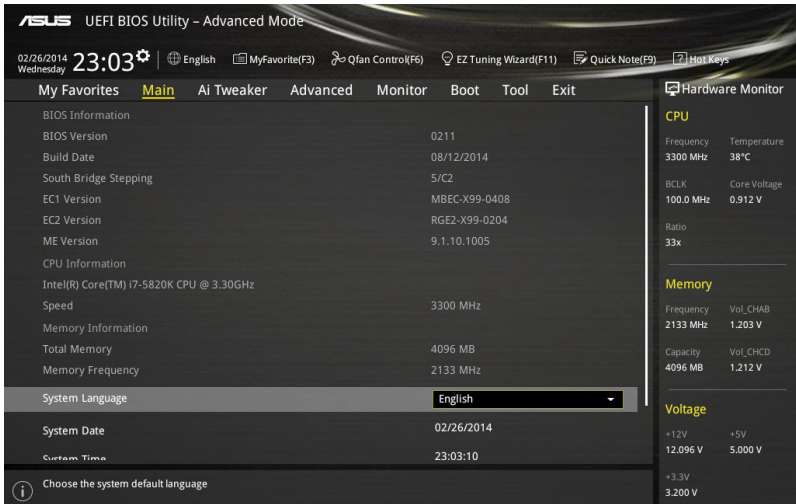 ASUS UEFI BIOS Utility – Advanced Mode
02/26/2014 Wednesday 23:03 English MyFavorite(F3) Qfan Control(F6) EZ Tuning Wizard(F11) Quick Note(F9) ? Hot Keys
My Favorites Main Ai Tweaker Advanced Monitor Boot Tool Exit
BIOS Information
BIOS Version 0211
Build Date 08/12/2014
South Bridge Stepping 5/C2
EC1 Version MBEC-X99-0408
EC2 Version RGE2-X99-0204
ME Version 9.1.10.1005
CPU Information
Intel(R) Core(TM) i7-5820K CPU @ 3.30GHz
Speed 3300 MHz
Memory Information
Total Memory 4096 MB
Memory Frequency 2133 MHz
System Language English
System Date 02/26/2014
System Time 23:03:10
Choose the system default language
Hardware Monitor
CPU
Frequency Temperature
3300 MHz 38°C
BCLK Core Voltage
100.0 MHz 0.912 V
Ratio
33x
Memory
Frequency Vol_CHAB
2133 MHz 1.203 V
Capacity Vol_CHCD
4096 MB 1.212 V
Voltage
+12V +5V
12.096 V 5.000 V
+3.3V
3.200 V